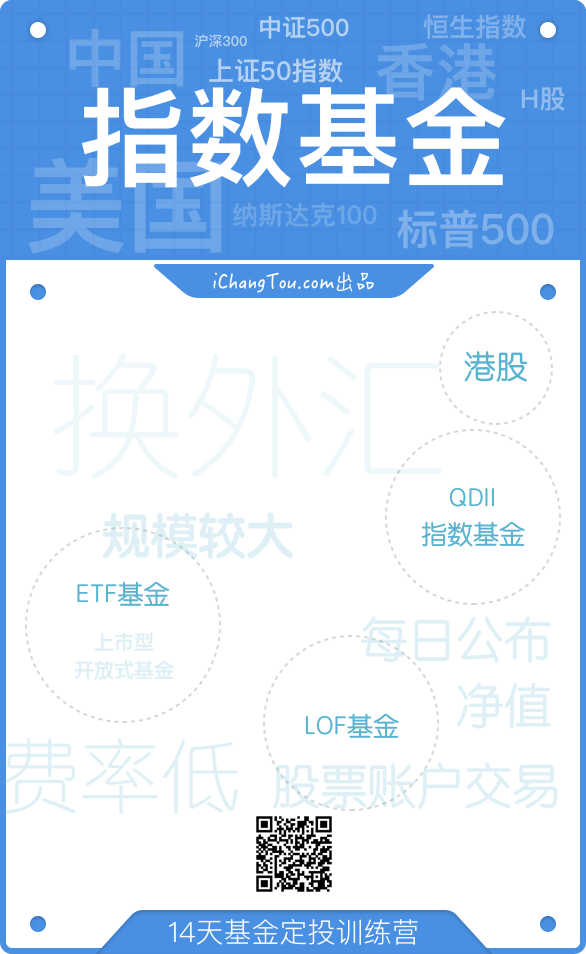 中证500
恒生指数
中国
沪深300
上证50指数
香港
H股
指数基金
美国
纳斯达克100
标普500
iChangTou.com出品
港股
换外汇
QDII
指数基金
规模较大
ETF基金
上市型
开放式基金
每日公布
净值
LOF基金
费率低
股票账户交易
14天基金定投训练营